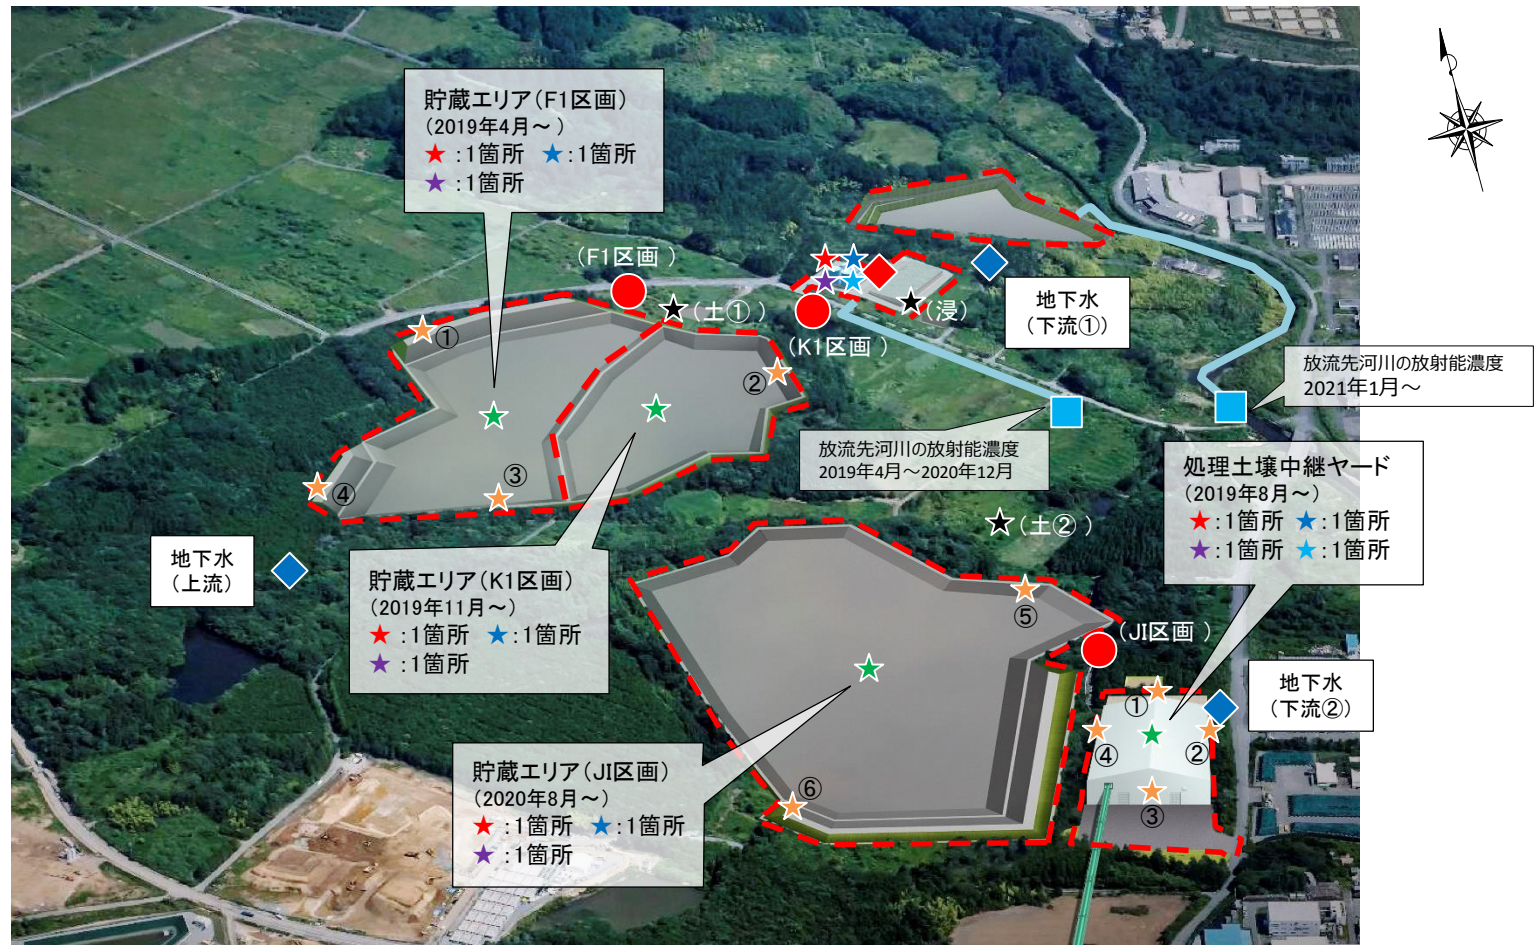 貯蔵エリア(F1区画)
(2019年4月~)
★:1箇所 ★:1箇所
★:1箇所
(F1区画 )
(土①)
(K1区画 )
(浸)
地下水
(下流①)
放流先河川の放射能濃度
2021年1月~
放流先河川の放射能濃度
2019年4月~2020年12月
①
②
③
④
処理土壌中継ヤード
(2019年8月~)
★:1箇所 ★:1箇所
★:1箇所 ★:1箇所
(土②)
地下水
(上流)
貯蔵エリア(K1区画)
(2019年11月~)
★:1箇所 ★:1箇所
★:1箇所
⑤
(JI区画 )
地下水
(下流②)
①
②
④
③
⑥
貯蔵エリア(JI区画)
(2020年8月~)
★:1箇所 ★:1箇所
★:1箇所